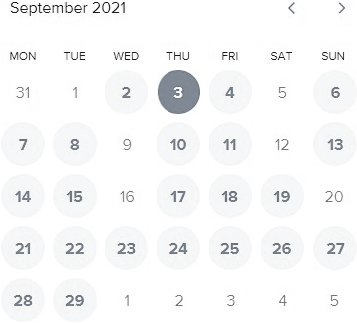 September 2021
MON TUE WED THU FRI SAT SUN
31 1 2 3 4 5 6
7 8 9 10 11 12 13
14 15 16 17 18 19 20
21 22 23 24 25 26 27
28 29 1 2 3 4 5